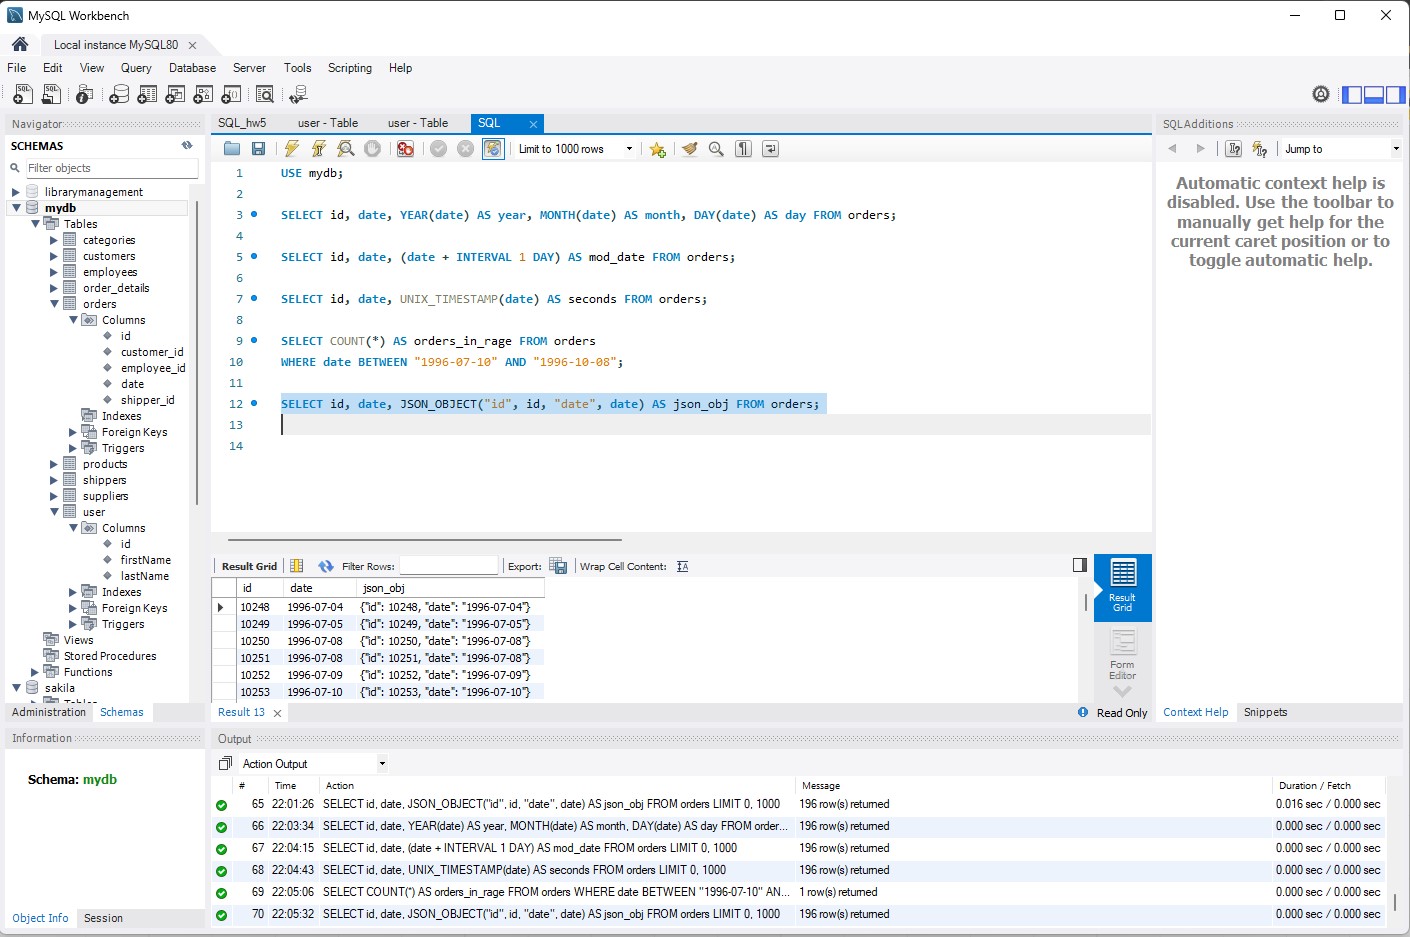 MySQL Workbench
Local instance MySQL80
File Edit View Query Database Server Tools Scripting Help
Navigator
SCHEMAS
Filter objects
librarymanagement
mydb
Tables
categories
customers
employees
order_details
orders
Columns
id
customer_id
employee_id
date
shipper_id
Indexes
Foreign Keys
Triggers
products
shippers
suppliers
user
Columns
id
firstName
lastName
Indexes
Foreign Keys
Triggers
Views
Stored Procedures
Functions
sakila
Tables
Administration Schemas
Information
Schema: mydb
Object Info Session
SQL_hw5 user - Table user - Table SQL
Limit to 1000 rows
1 USE mydb;
2
3 SELECT id, date, YEAR(date) AS year, MONTH(date) AS month, DAY(date) AS day FROM orders;
4
5 SELECT id, date, (date + INTERVAL 1 DAY) AS mod_date FROM orders;
6
7 SELECT id, date, UNIX_TIMESTAMP(date) AS seconds FROM orders;
8
9 SELECT COUNT(*) AS orders_in_rage FROM orders
10 WHERE date BETWEEN "1996-07-10" AND "1996-10-08";
11
12 SELECT id, date, JSON_OBJECT("id", id, "date", date) AS json_obj FROM orders;
13
14
Result Grid Filter Rows: Export: Wrap Cell Content:
id date json_obj
10248 1996-07-04 {"id": 10248, "date": "1996-07-04"}
10249 1996-07-05 {"id": 10249, "date": "1996-07-05"}
10250 1996-07-08 {"id": 10250, "date": "1996-07-08"}
10251 1996-07-08 {"id": 10251, "date": "1996-07-08"}
10252 1996-07-09 {"id": 10252, "date": "1996-07-09"}
10253 1996-07-10 {"id": 10253, "date": "1996-07-10"}
Result Grid
Form Editor
Result 13
Read Only
SQLAdditions
Jump to
Automatic context help is
disabled. Use the toolbar to
manually get help for the
current caret position or to
toggle automatic help.
Context Help Snippets
Output
Action Output
# Time Action Message Duration / Fetch
65 22:01:26 SELECT id, date, JSON_OBJECT("id", id, "date", date) AS json_obj FROM orders LIMIT 0, 1000 196 row(s) returned 0.016 sec / 0.000 sec
66 22:03:34 SELECT id, date, YEAR(date) AS year, MONTH(date) AS month, DAY(date) AS day FROM order... 196 row(s) returned 0.000 sec / 0.000 sec
67 22:04:15 SELECT id, date, (date + INTERVAL 1 DAY) AS mod_date FROM orders LIMIT 0, 1000 196 row(s) returned 0.000 sec / 0.000 sec
68 22:04:43 SELECT id, date, UNIX_TIMESTAMP(date) AS seconds FROM orders LIMIT 0, 1000 196 row(s) returned 0.000 sec / 0.000 sec
69 22:05:06 SELECT COUNT(*) AS orders_in_rage FROM orders WHERE date BETWEEN "1996-07-10" AN... 1 row(s) returned 0.000 sec / 0.000 sec
70 22:05:32 SELECT id, date, JSON_OBJECT("id", id, "date", date) AS json_obj FROM orders LIMIT 0, 1000 196 row(s) returned 0.000 sec / 0.000 sec